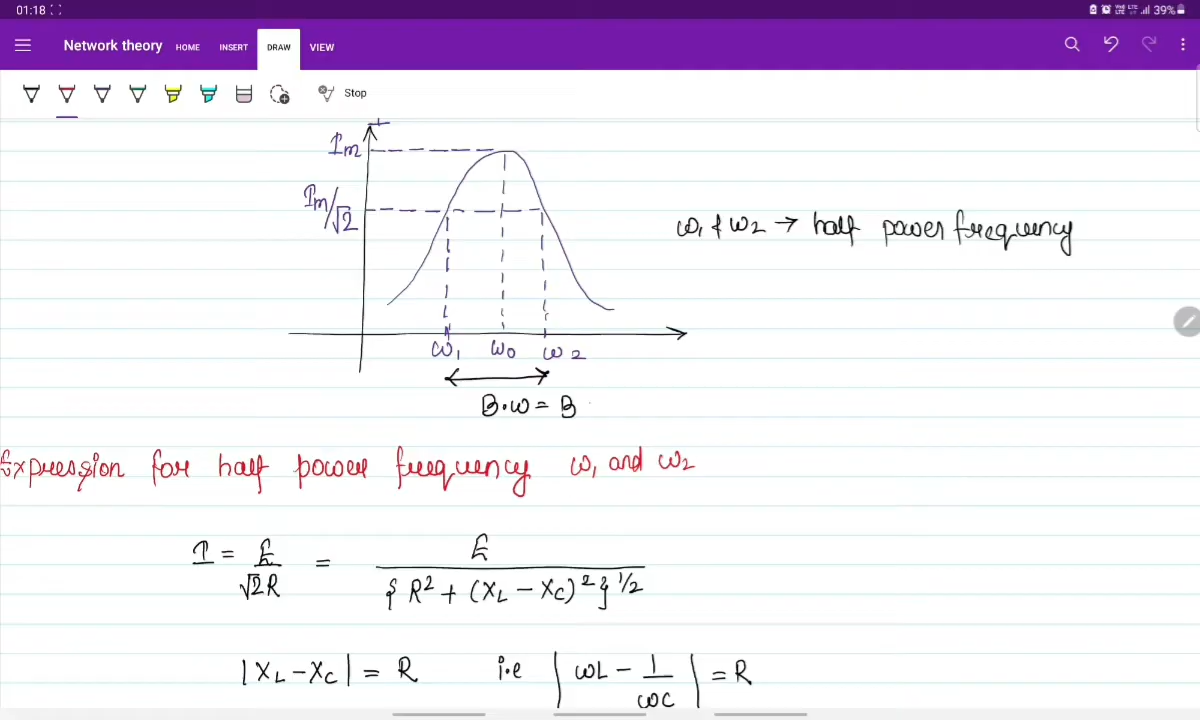 01:18 39%
Network theory HOME INSERT DRAW VIEW
Stop
I
Im
Im/√2
ω1 & ω2 → half power frequency
ω1 ω0 ω2
B.ω = B
Expression for half power frequency ω1 and ω2
I = E/√2R = E/{R² + (XL − XC)²}^1/2
|XL − XC| = R i.e |ωL − 1/ωC| = R